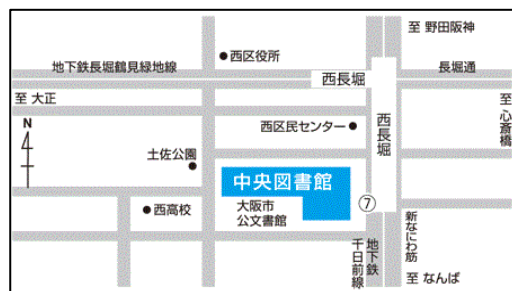 至 野田阪神
西区役所
地下鉄長堀鶴見緑地線
西長堀
長堀通
至 大正
西長堀
至 心斎橋
N
西区民センター
土佐公園
中央図書館
大阪市
公文書館
⑦
西高校
新なにわ筋
地下鉄
千日前線
至 なんば